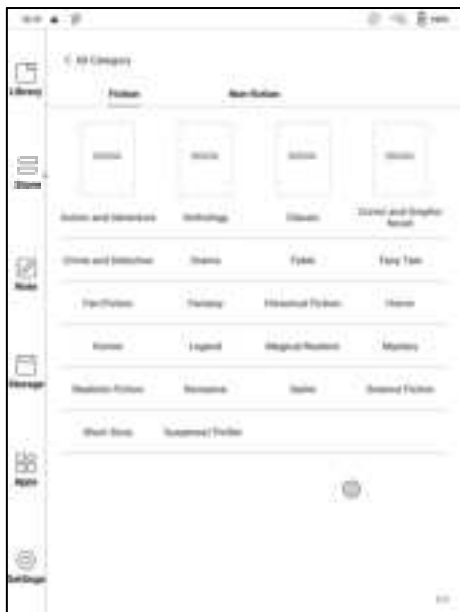 All Category
Library
Fiction Non-fiction
Store
Action and Adventure Anthology Classic Comic and Graphic Novel
Crime and Detective Drama Fable Fairy Tale
Note
Fan Fiction Fantasy Historical Fiction Horror
Humor Legend Magical Realism Mystery
Storage
Realistic Fiction Romance Satire Science Fiction
Short Story Suspense/Thriller
Apps
Settings